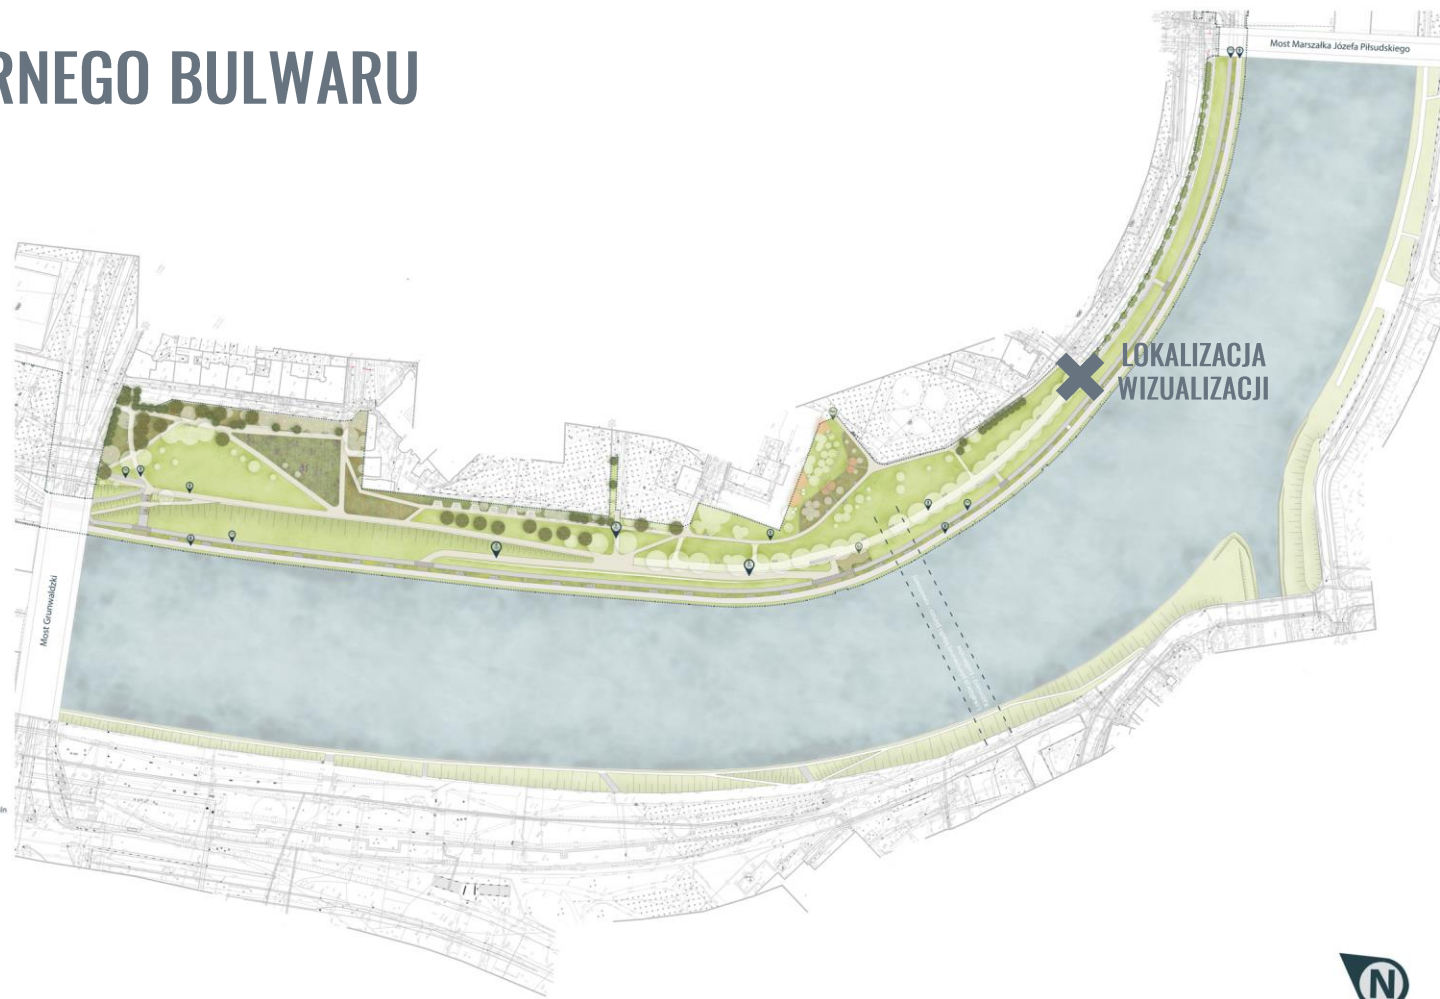 RNEGO BULWARU
Most Marszałka Józefa Piłsudskiego
LOKALIZACJA
WIZUALIZACJI
Most Grunwaldzki
N